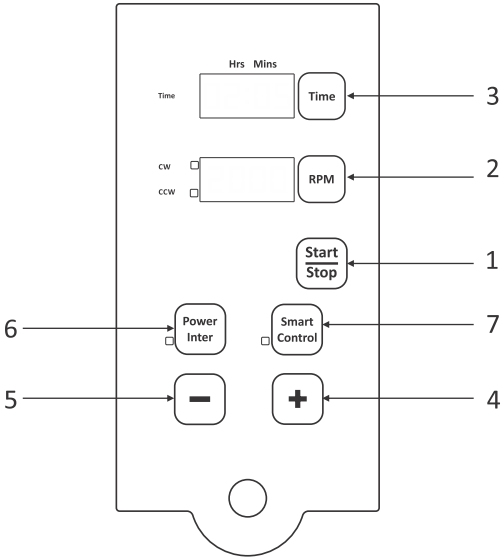 Hrs Mins
Time
Time
3
CW
CCW
RPM
2
Start
Stop
1
6
Power
Inter
Smart
Control
7
5
−
+
4